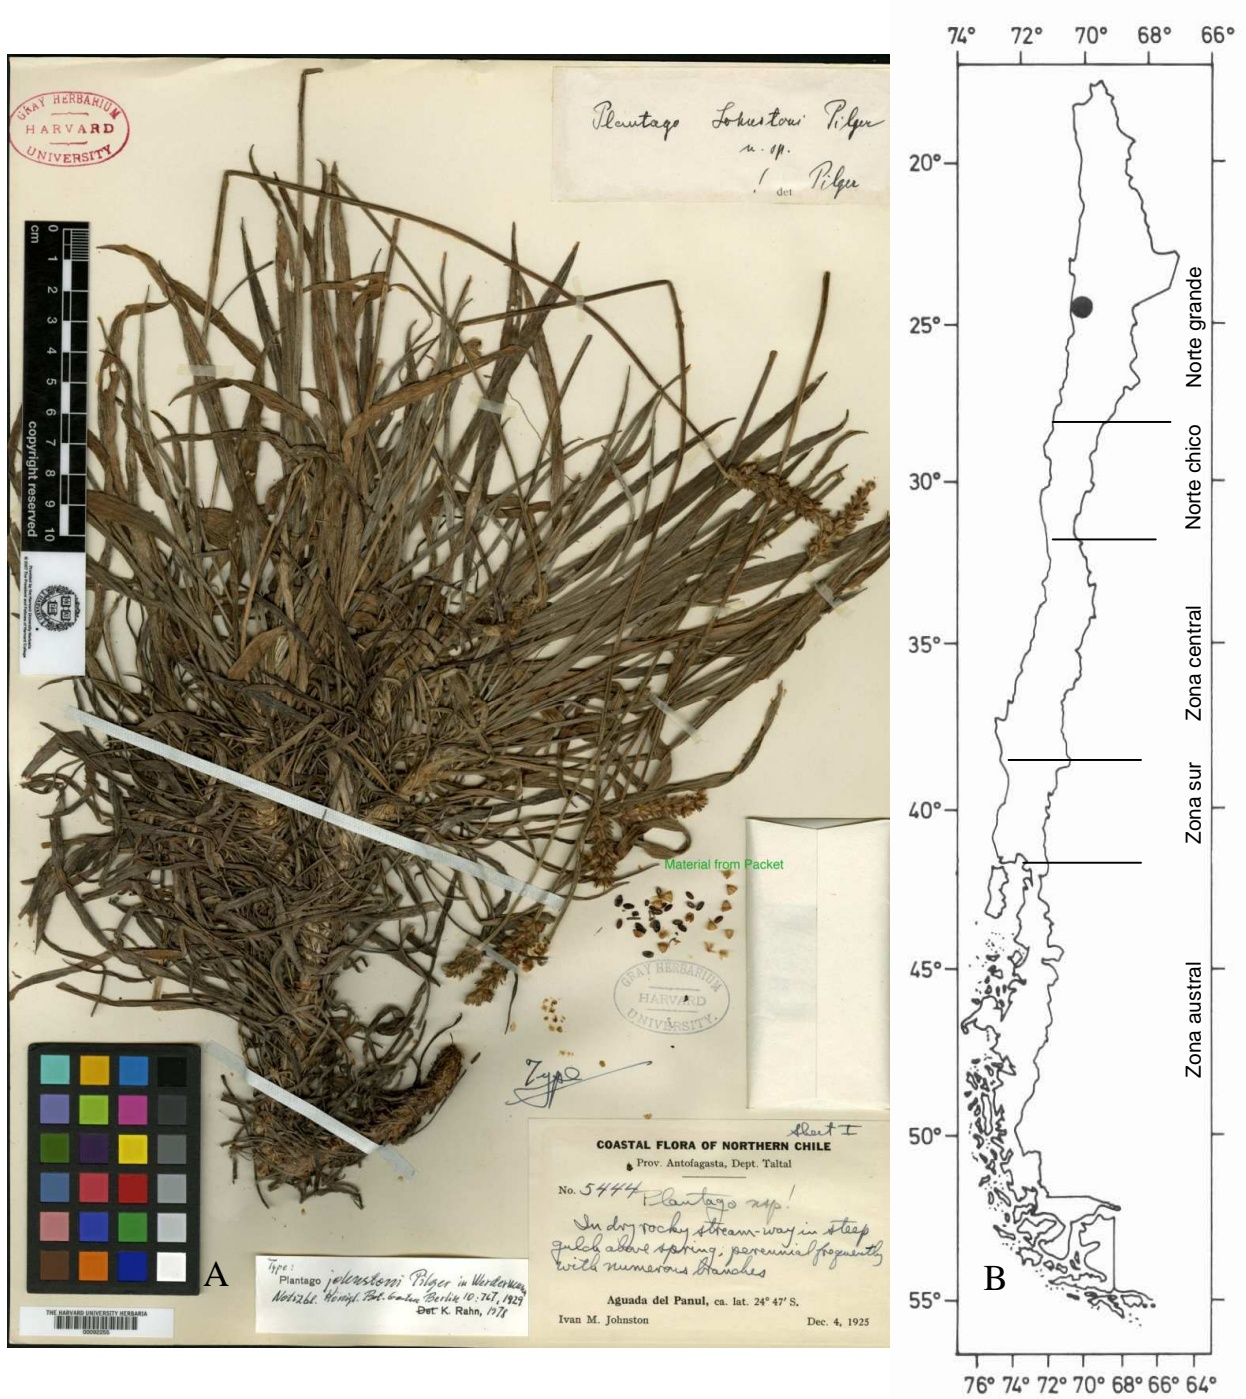 GRAY HERBARIUM
HARVARD
UNIVERSITY
Plantago Johnstoni Pilger
n. sp.
! det Pilger
cm
0
1
2
3
4
5
6
7
8
9
10
copyright reserved
Material from Packet
GRAY HERBARIUM
HARVARD
UNIVERSITY.
Type
Sheet I
COASTAL FLORA OF NORTHERN CHILE
Prov. Antofagasta, Dept. Taltal
No. 5444 Plantago nsp!
In dry rocky stream-way in steep
gulch above spring, perennial frequently
with numerous branches
Aguada del Panul, ca. lat. 24° 47' S.
Ivan M. Johnston Dec. 4, 1925
Type:
Plantago johnstoni Pilger in Werdermann
Notizbl. Königl. Bot. Garten Berlin 10: 767, 1929
Det. K. Rahn, 1978
THE HARVARD UNIVERSITY HERBARIA
A
74° 72° 70° 68° 66°
20°
25°
30°
35°
40°
45°
50°
55°
Norte grande
Norte chico
Zona central
Zona sur
Zona austral
B
76° 74° 72° 70° 68° 66° 64°